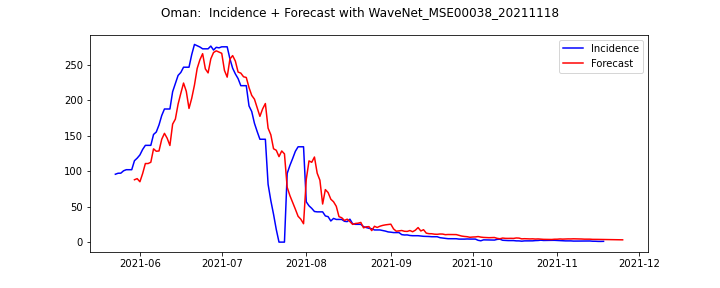 Oman:  Incidence + Forecast with WaveNet_MSE00038_20211118
Incidence
Forecast
250
200
150
100
50
0
2021-06 2021-07 2021-08 2021-09 2021-10 2021-11 2021-12